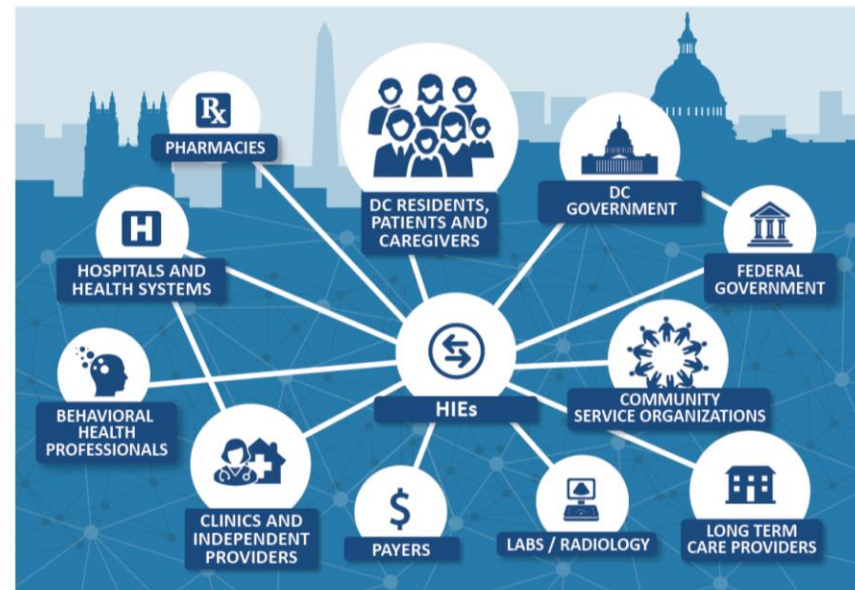 Rx
PHARMACIES
DC RESIDENTS,
PATIENTS AND
CAREGIVERS
DC
GOVERNMENT
H
HOSPITALS AND
HEALTH SYSTEMS
FEDERAL
GOVERNMENT
HIEs
COMMUNITY
SERVICE ORGANIZATIONS
BEHAVIORAL
HEALTH
PROFESSIONALS
CLINICS AND
INDEPENDENT
PROVIDERS
$
PAYERS
LABS / RADIOLOGY
LONG TERM
CARE PROVIDERS